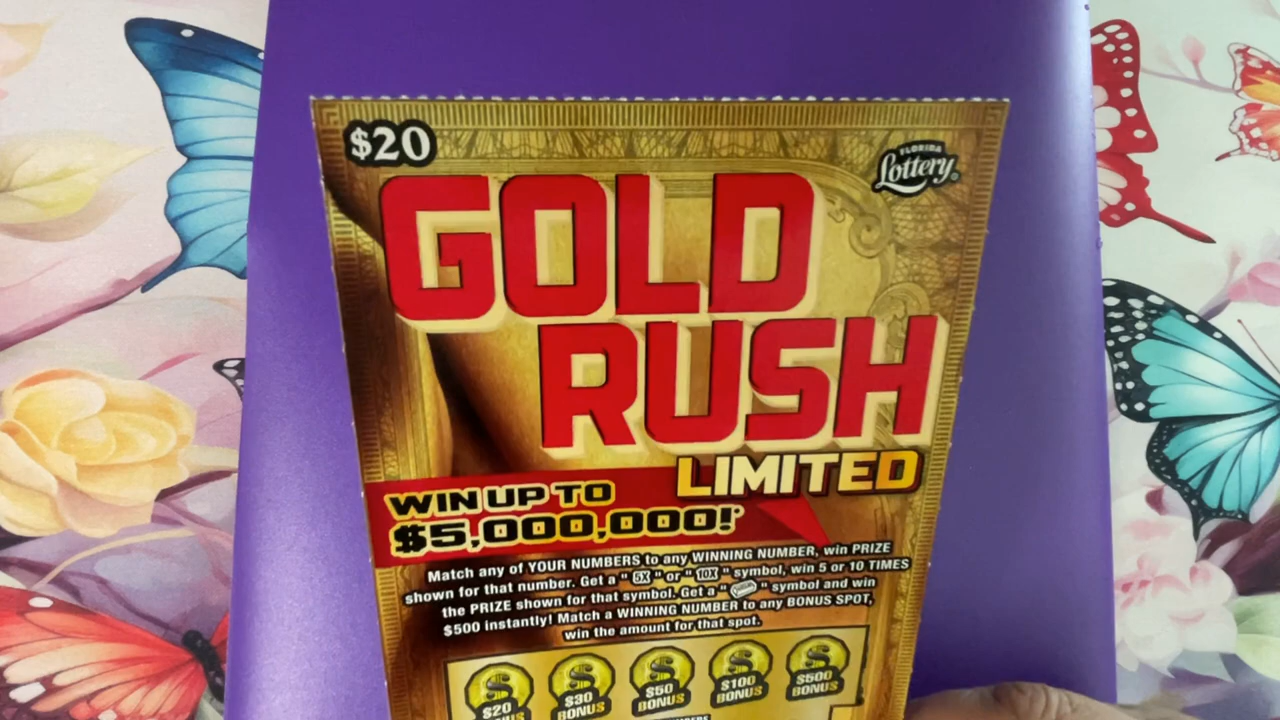 $20
FLORIDA
Lottery
GOLD
RUSH
LIMITED
WIN UP TO
$5,000,000!*
Match any of YOUR NUMBERS to any WINNING NUMBER, win PRIZE
shown for that number. Get a "5X" or "10X" symbol, win 5 or 10 TIMES
the PRIZE shown for that symbol. Get a " " symbol and win
$500 instantly! Match a WINNING NUMBER to any BONUS SPOT,
win the amount for that spot.
$20 $30 $50 $100 $500
BONUS BONUS BONUS BONUS BONUS